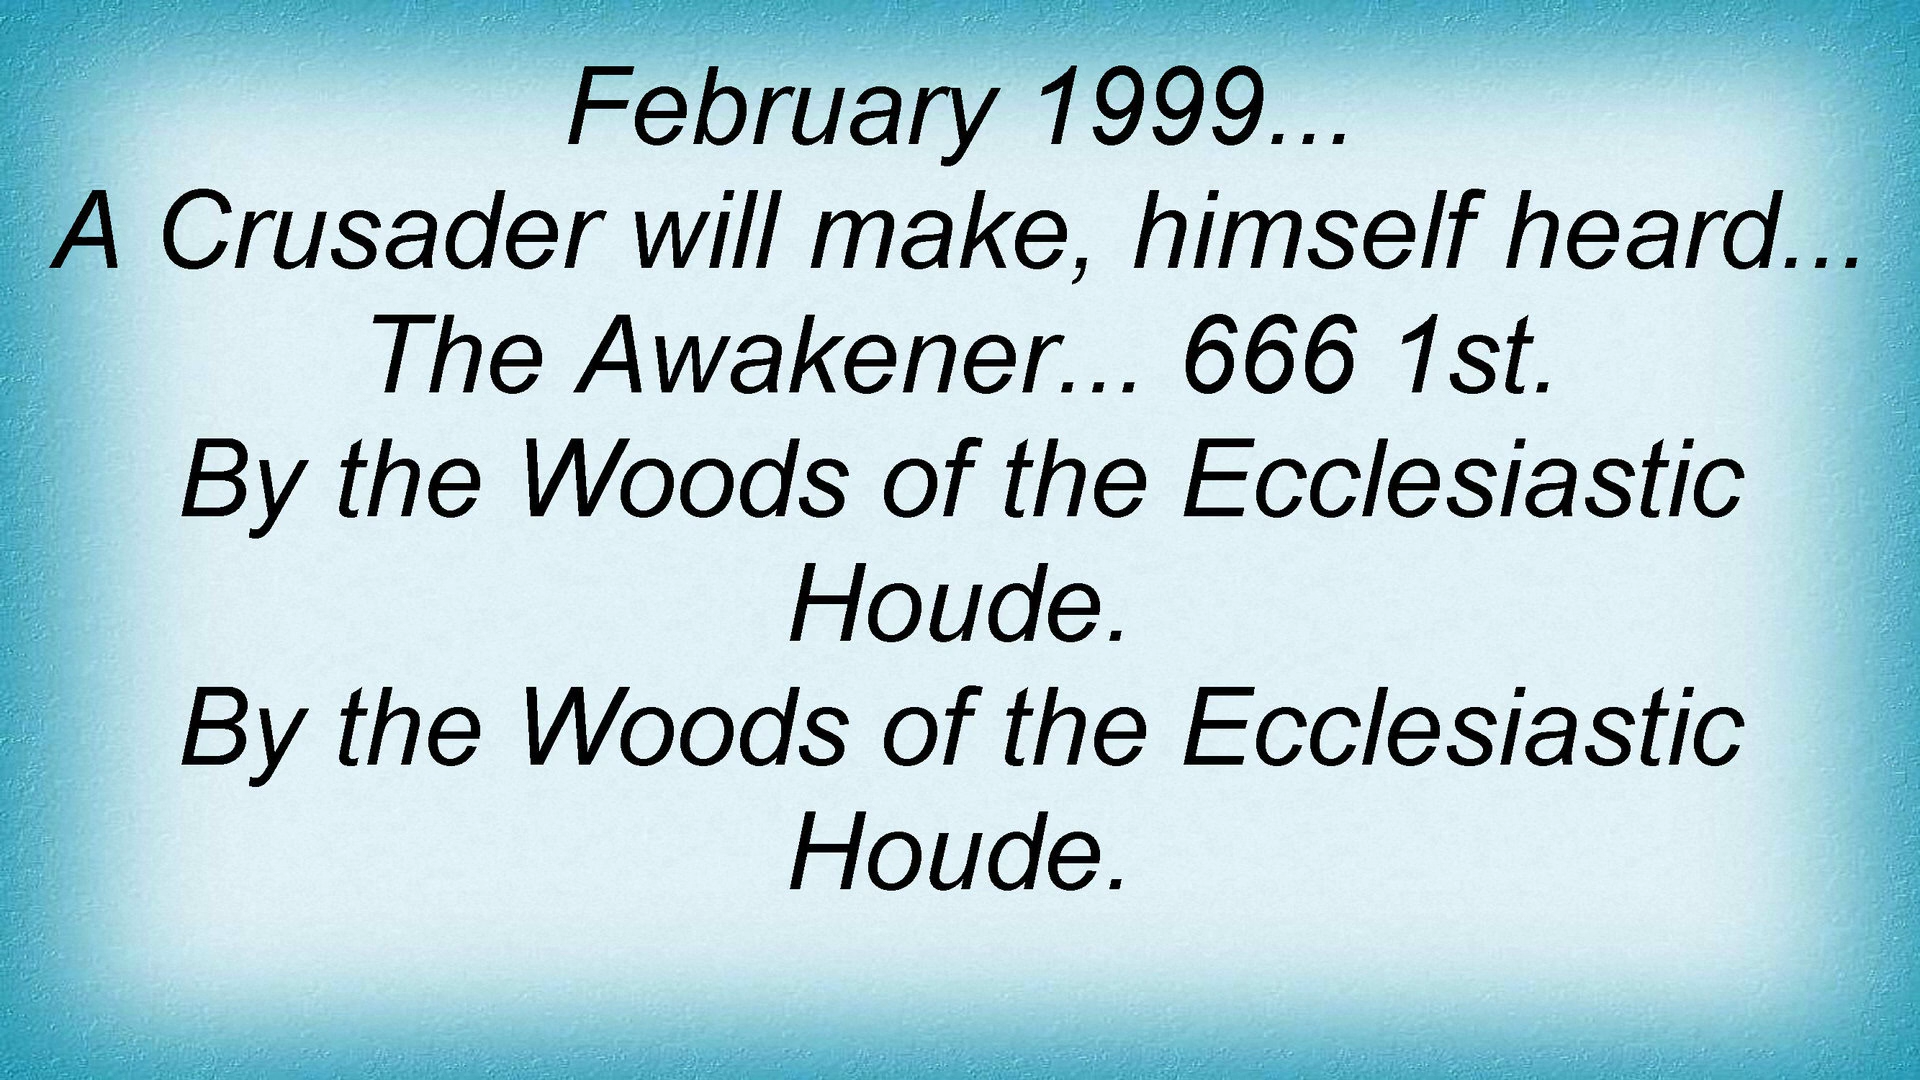 February 1999...
A Crusader will make, himself heard...
The Awakener... 666 1st.
By the Woods of the Ecclesiastic
Houde.
By the Woods of the Ecclesiastic
Houde.